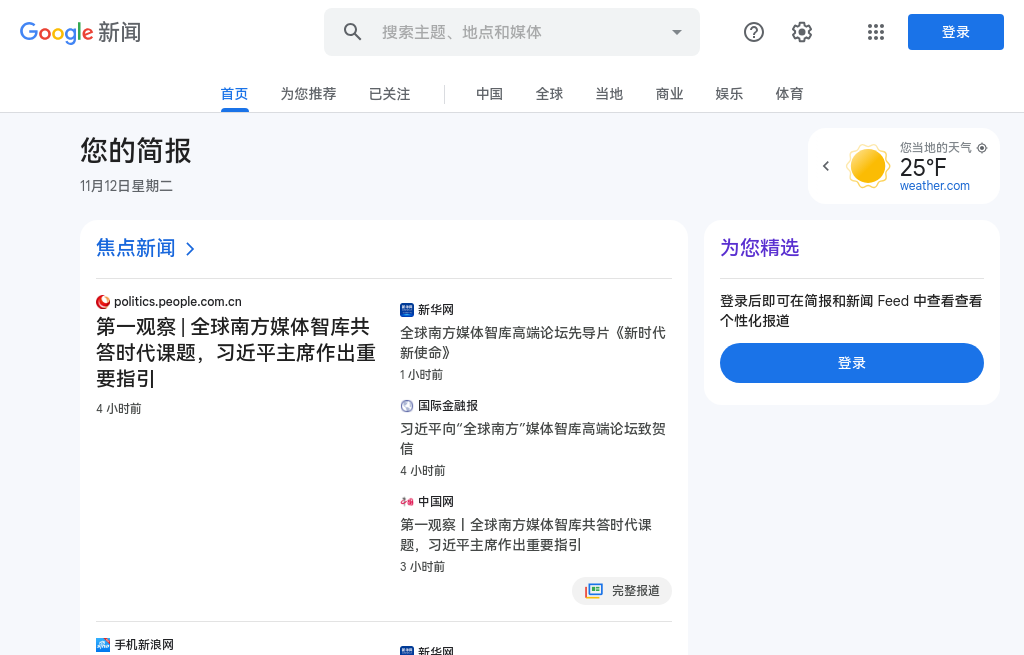 Google 新闻
搜索主题、地点和媒体
登录
首页
为您推荐
已关注
中国
全球
当地
商业
娱乐
体育
您的简报
11月12日星期二
您当地的天气
25°F
weather.com
焦点新闻
politics.people.com.cn
第一观察 | 全球南方媒体智库共
答时代课题，习近平主席作出重
要指引
4 小时前
新华网
全球南方媒体智库高端论坛先导片《新时代
新使命》
1 小时前
国际金融报
习近平向“全球南方”媒体智库高端论坛致贺
信
4 小时前
中国网
第一观察丨全球南方媒体智库共答时代课
题，习近平主席作出重要指引
3 小时前
完整报道
手机新浪网
新华网
为您精选
登录后即可在简报和新闻 Feed 中查看查看
个性化报道
登录